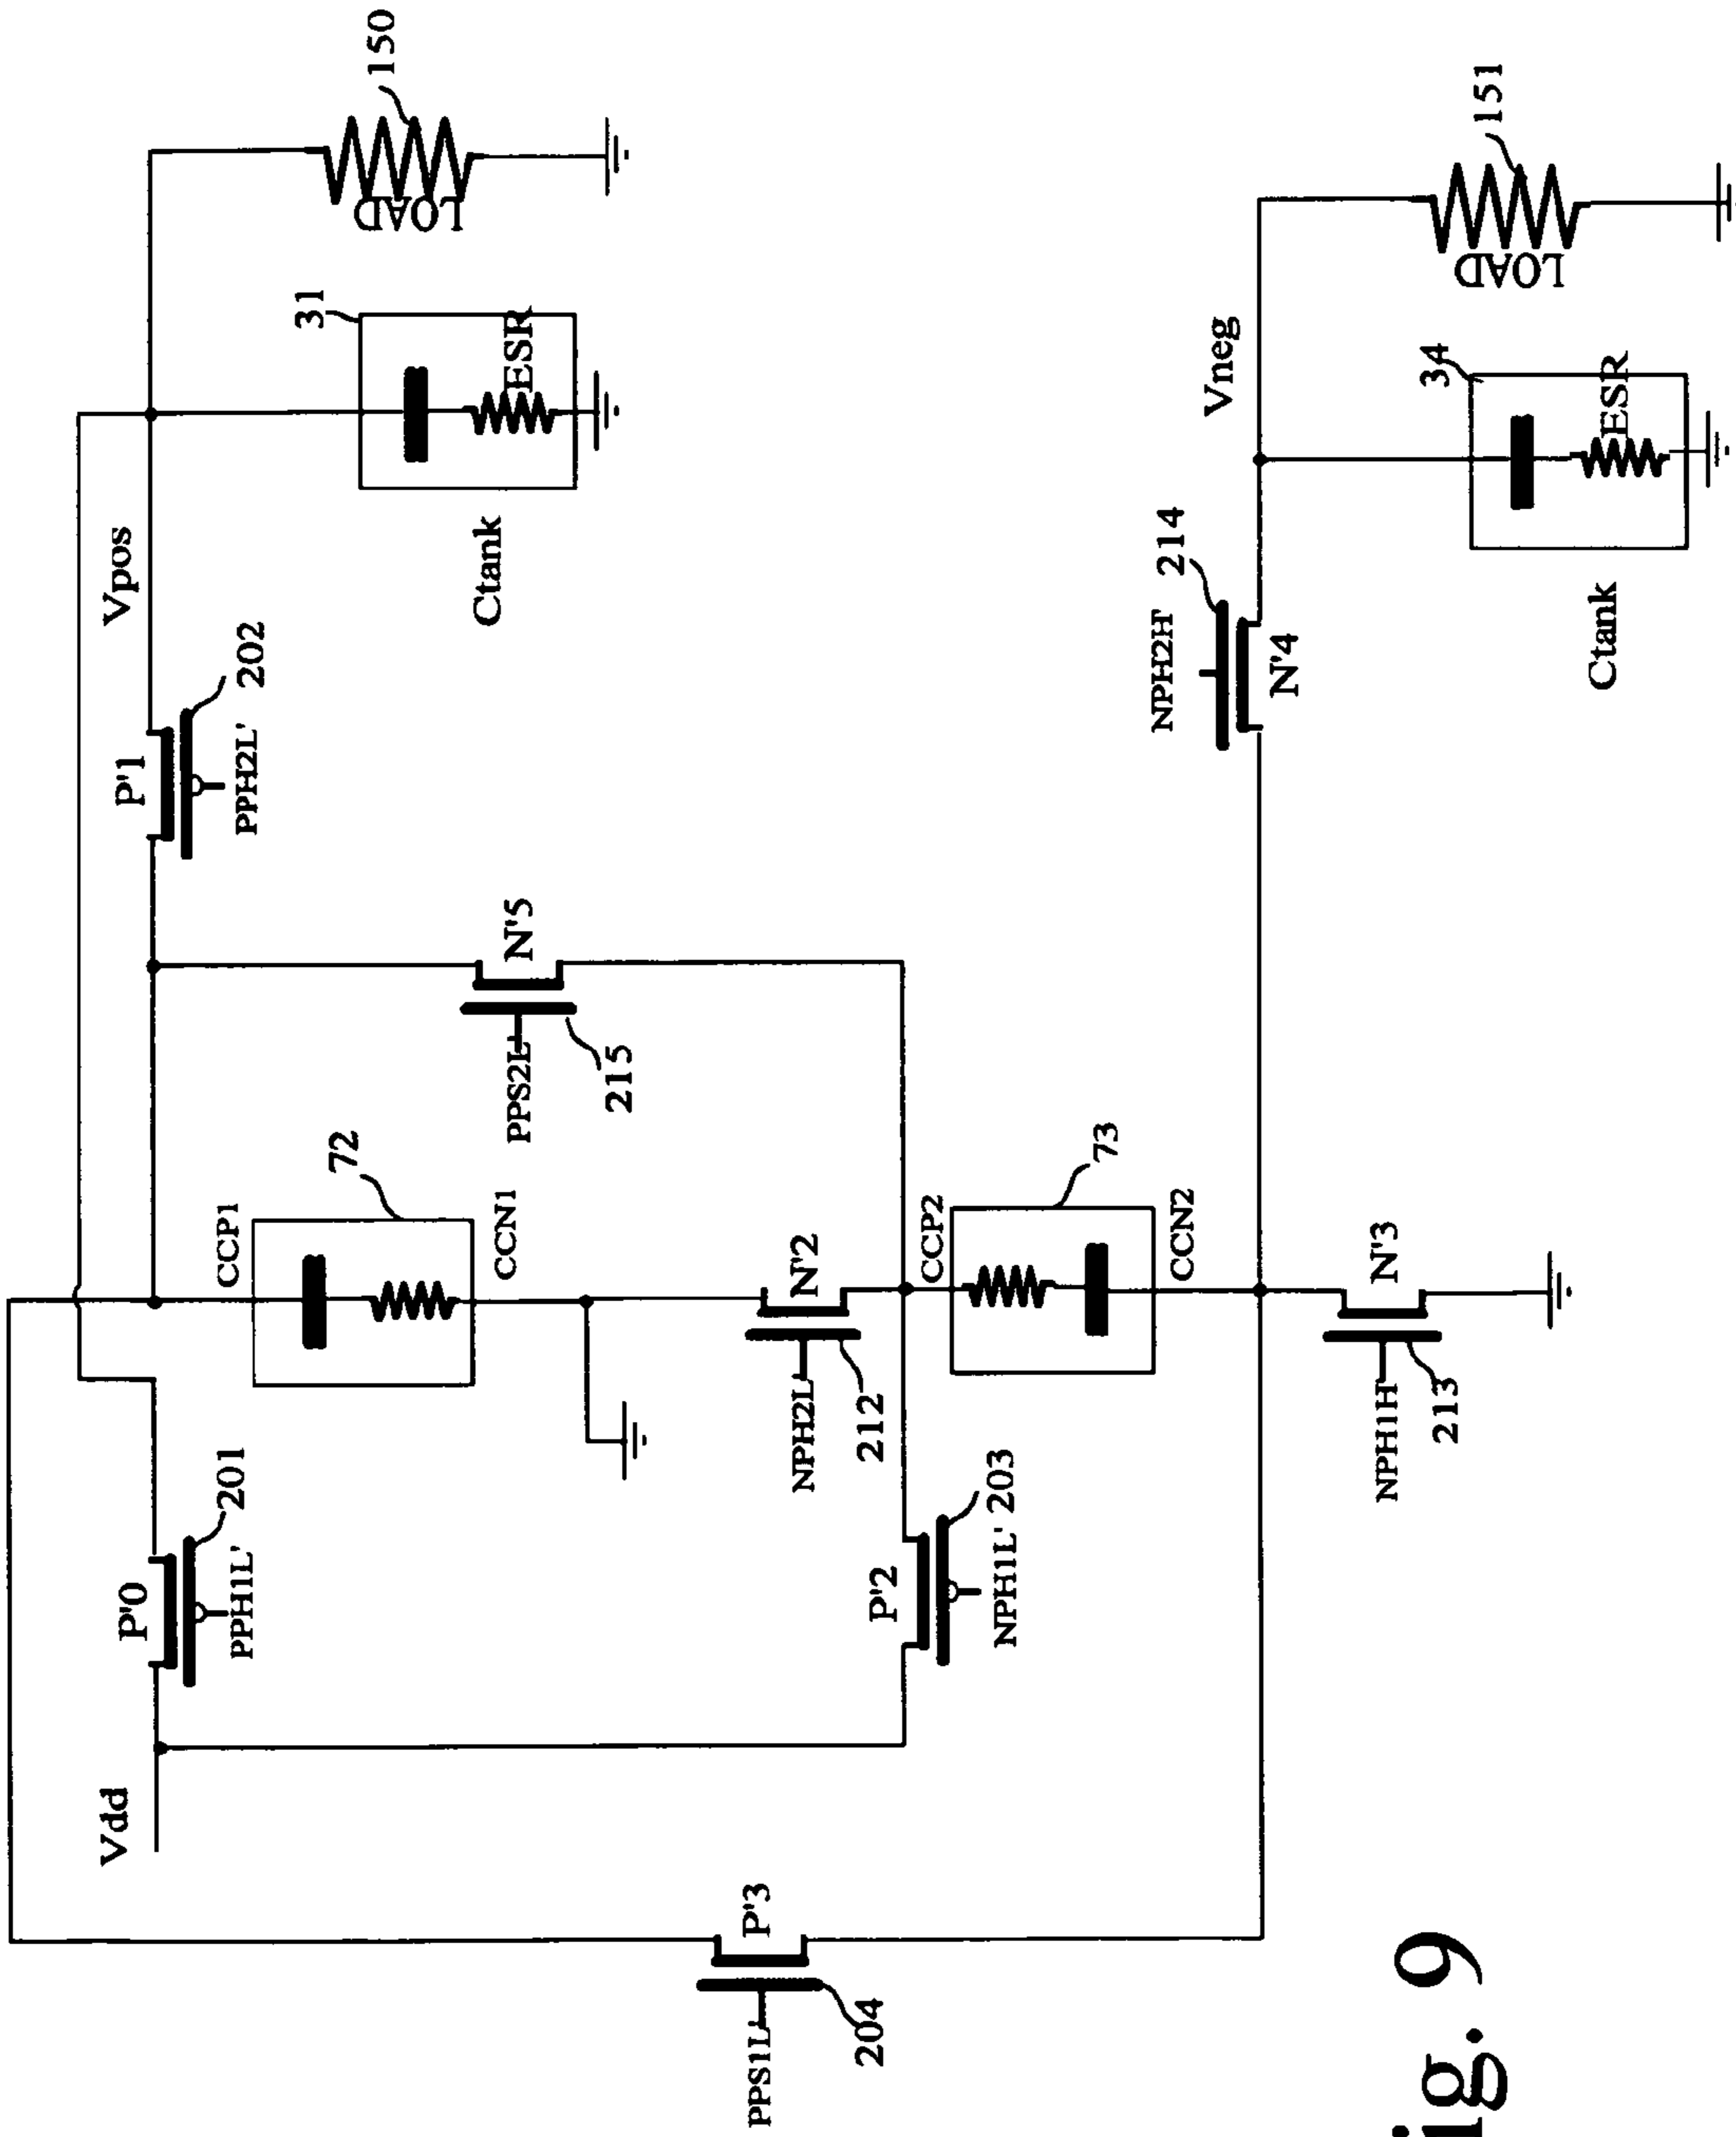 Vdd
P'0
PPH1L'
201
CCP1
72
CCN1
P'1
PPH2L'
202
Vpos
31
ESR
Ctank
150
LOAD
PPS1L'
P'3
204
P'2
NPH1L'
203
NPH2L'
N'2
212
CCP2
73
CCN2
PPS2L'
N'5
215
NPH1H
N'3
213
NPH2H'
214
N'4
Vneg
34
ESR
Ctank
151
LOAD
ig. 9